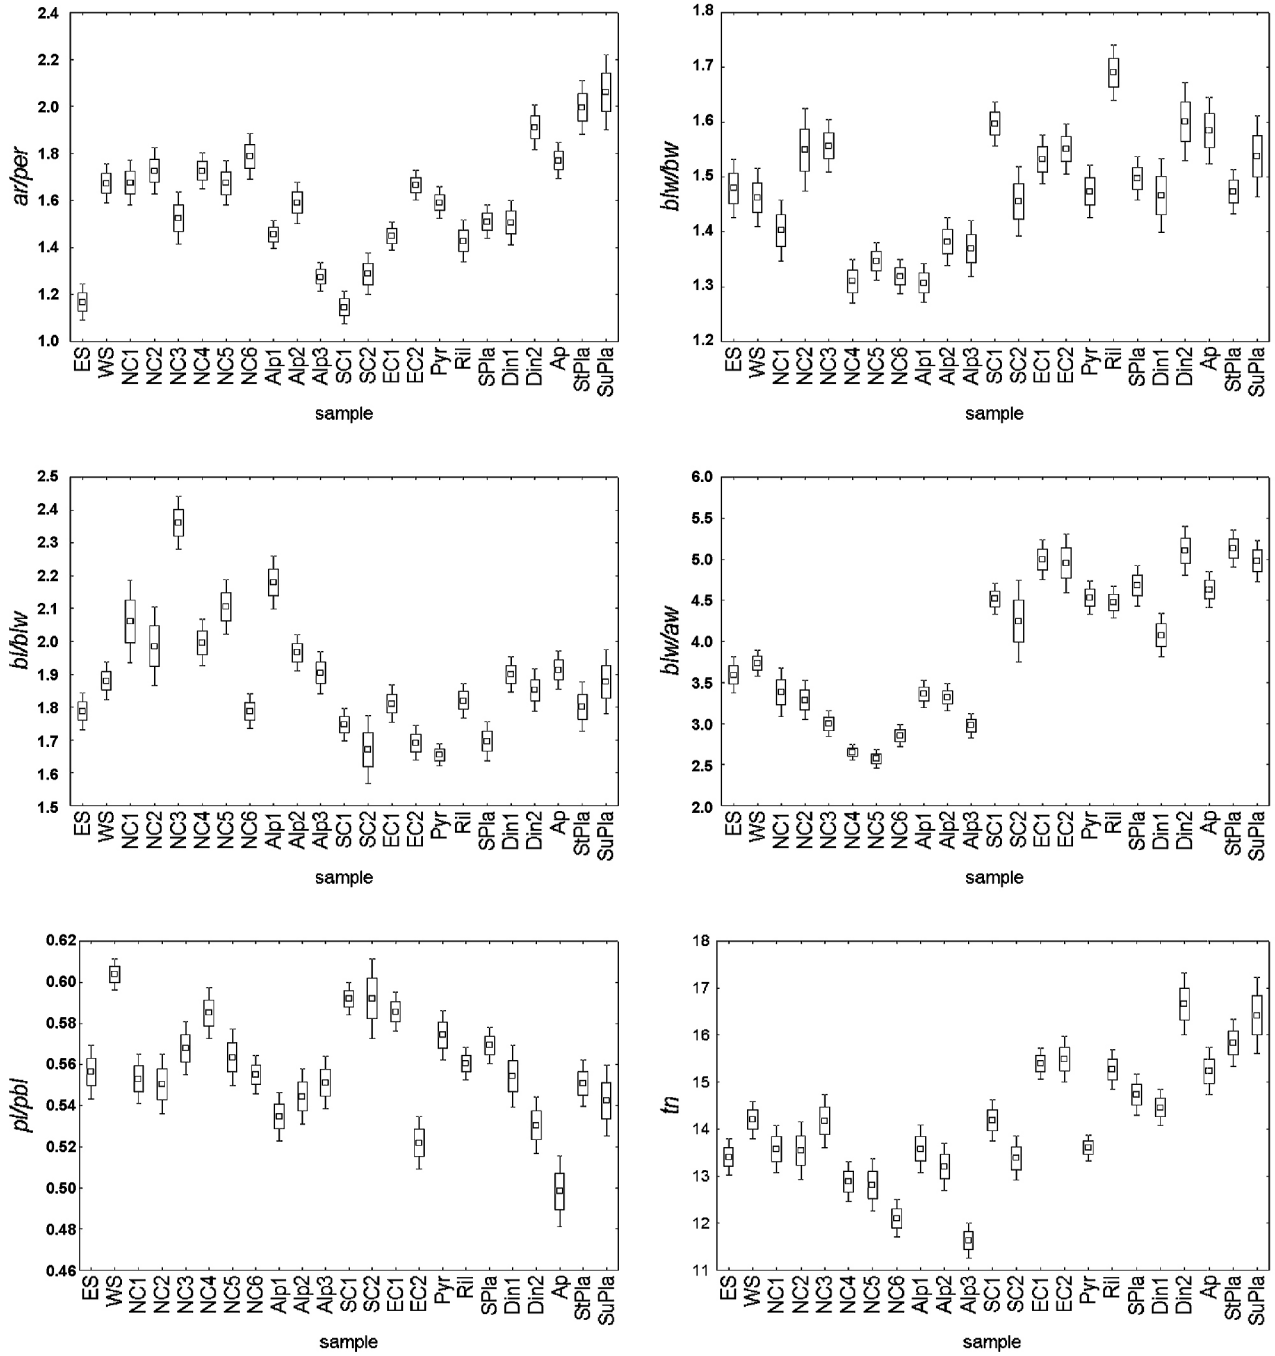 2.4
2.2
2.0
1.8
1.6
1.4
1.2
1.0
ar/per
ES WS NC1 NC2 NC3 NC4 NC5 NC6 Alp1 Alp2 Alp3 SC1 SC2 EC1 EC2 Pyr Ril SPla Din1 Din2 Ap StPla SuPla
sample
1.8
1.7
1.6
1.5
1.4
1.3
1.2
blw/bw
ES WS NC1 NC2 NC3 NC4 NC5 NC6 Alp1 Alp2 Alp3 SC1 SC2 EC1 EC2 Pyr Ril SPla Din1 Din2 Ap StPla SuPla
sample
2.5
2.4
2.3
2.2
2.1
2.0
1.9
1.8
1.7
1.6
1.5
bl/blw
ES WS NC1 NC2 NC3 NC4 NC5 NC6 Alp1 Alp2 Alp3 SC1 SC2 EC1 EC2 Pyr Ril SPla Din1 Din2 Ap StPla SuPla
sample
6.0
5.5
5.0
4.5
4.0
3.5
3.0
2.5
2.0
blw/aw
ES WS NC1 NC2 NC3 NC4 NC5 NC6 Alp1 Alp2 Alp3 SC1 SC2 EC1 EC2 Pyr Ril SPla Din1 Din2 Ap StPla SuPla
sample
0.62
0.60
0.58
0.56
0.54
0.52
0.50
0.48
0.46
pl/pbl
ES WS NC1 NC2 NC3 NC4 NC5 NC6 Alp1 Alp2 Alp3 SC1 SC2 EC1 EC2 Pyr Ril SPla Din1 Din2 Ap StPla SuPla
sample
18
17
16
15
14
13
12
11
tn
ES WS NC1 NC2 NC3 NC4 NC5 NC6 Alp1 Alp2 Alp3 SC1 SC2 EC1 EC2 Pyr Ril SPla Din1 Din2 Ap StPla SuPla
sample